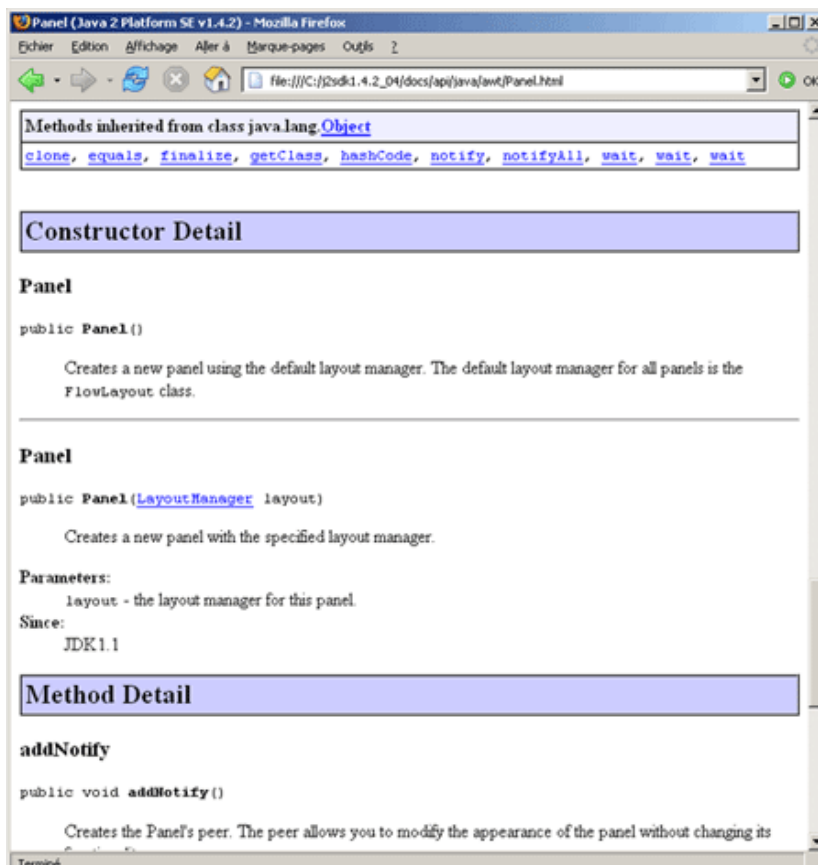 Panel (Java 2 Platform SE v1.4.2) - Mozilla Firefox
Fichier Edition Affichage Aller à Marque-pages Outils ?
file:///C:/j2sdk1.4.2_04/docs/api/java/awt/Panel.html OK
Methods inherited from class java.lang.Object
clone, equals, finalize, getClass, hashCode, notify, notifyAll, wait, wait, wait
Constructor Detail
Panel
public Panel()
Creates a new panel using the default layout manager. The default layout manager for all panels is the
FlowLayout class.
Panel
public Panel(LayoutManager layout)
Creates a new panel with the specified layout manager.
Parameters:
layout - the layout manager for this panel.
Since:
JDK1.1
Method Detail
addNotify
public void addNotify()
Creates the Panel's peer. The peer allows you to modify the appearance of the panel without changing its
Terminé